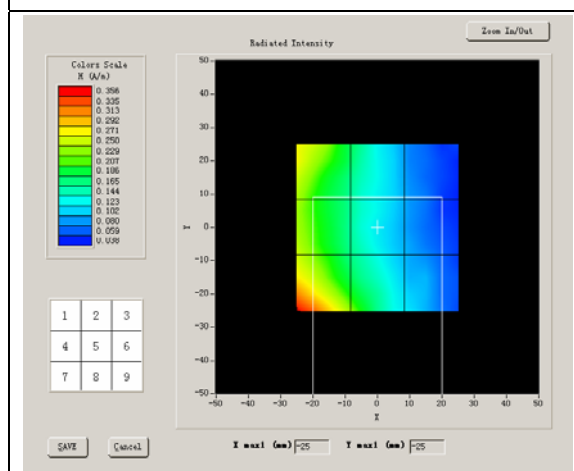 Zoom In/Out
Radiated Intensity
Colors Scale
H (A/m)
0.356
0.335
0.313
0.292
0.271
0.250
0.229
0.207
0.186
0.165
0.144
0.123
0.102
0.080
0.059
0.038
50
40
30
20
10
0
-10
-20
-30
-40
-50
Y
-50 -40 -30 -20 -10 0 10 20 30 40 50
X
1 2 3
4 5 6
7 8 9
SAVE Cancel
X max1 (mm) -25 Y max1 (mm) -25